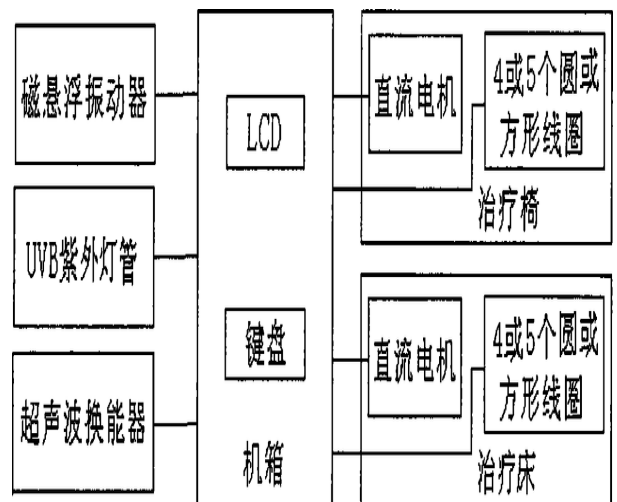 磁悬浮振动器
UVB紫外灯管
超声波换能器
LCD
键盘
机箱
直流电机
4或5个圆或
方形线圈
治疗椅
直流电机
4或5个圆或
方形线圈
治疗床